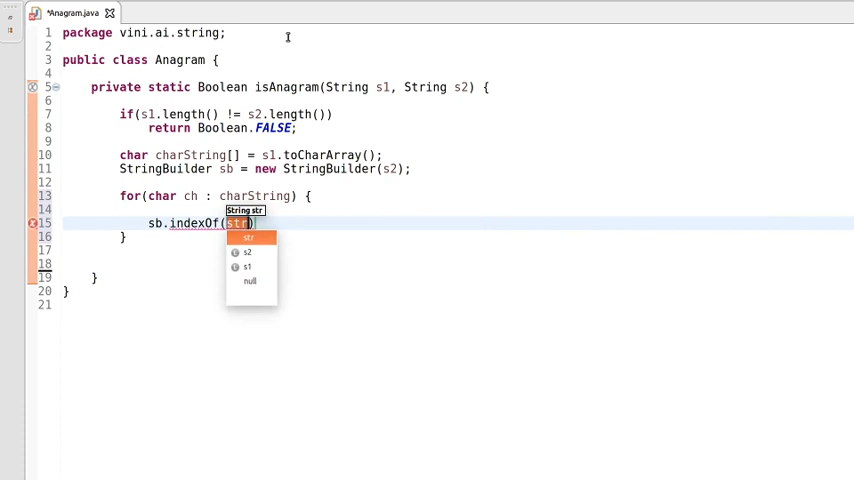 *Anagram.java
1 package vini.ai.string;
2
3 public class Anagram {
4
5 private static Boolean isAnagram(String s1, String s2) {
6
7 if(s1.length() != s2.length())
8 return Boolean.FALSE;
9
10 char charString[] = s1.toCharArray();
11 StringBuilder sb = new StringBuilder(s2);
12
13 for(char ch : charString) {
14
String str
15 sb.indexOf(str)
16 }
str
17
s2
18
s1
19 }
null
20 }
21